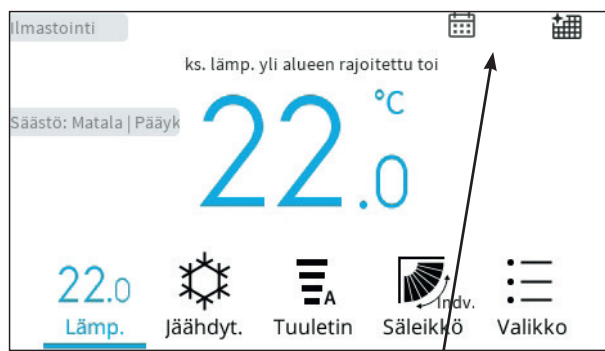 Ilmastointi
ks. lämp. yli alueen rajoitettu toi
°C
Säästö: Matala | Pääyk
22.0
22.0
A
Indv.
Lämp. Jäähdyt. Tuuletin Säleikkö Valikko